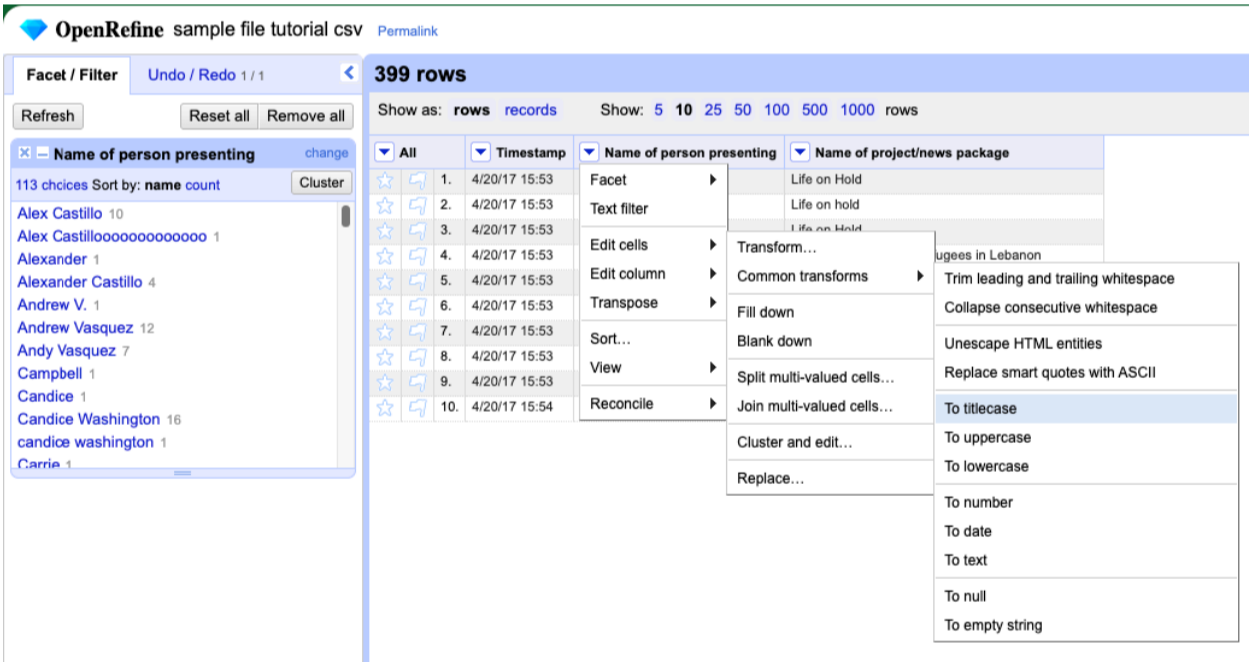 OpenRefine sample file tutorial csv Permalink
Facet / Filter Undo / Redo 1 / 1
Refresh Reset all Remove all
Name of person presenting change
113 choices Sort by: name count Cluster
Alex Castillo 10
Alex Castillooooooooooooo 1
Alexander 1
Alexander Castillo 4
Andrew V. 1
Andrew Vasquez 12
Andy Vasquez 7
Campbell 1
Candice 1
Candice Washington 16
candice washington 1
Carrie 1
399 rows
Show as: rows records Show: 5 10 25 50 100 500 1000 rows
All Timestamp Name of person presenting Name of project/news package
1. 4/20/17 15:53 Life on Hold
2. 4/20/17 15:53 Life on hold
3. 4/20/17 15:53 Life on Hold
4. 4/20/17 15:53 ugees in Lebanon
5. 4/20/17 15:53
6. 4/20/17 15:53
7. 4/20/17 15:53
8. 4/20/17 15:53
9. 4/20/17 15:53
10. 4/20/17 15:54
Facet
Text filter
Edit cells
Edit column
Transpose
Sort...
View
Reconcile
Transform...
Common transforms
Fill down
Blank down
Split multi-valued cells...
Join multi-valued cells...
Cluster and edit...
Replace...
Trim leading and trailing whitespace
Collapse consecutive whitespace
Unescape HTML entities
Replace smart quotes with ASCII
To titlecase
To uppercase
To lowercase
To number
To date
To text
To null
To empty string